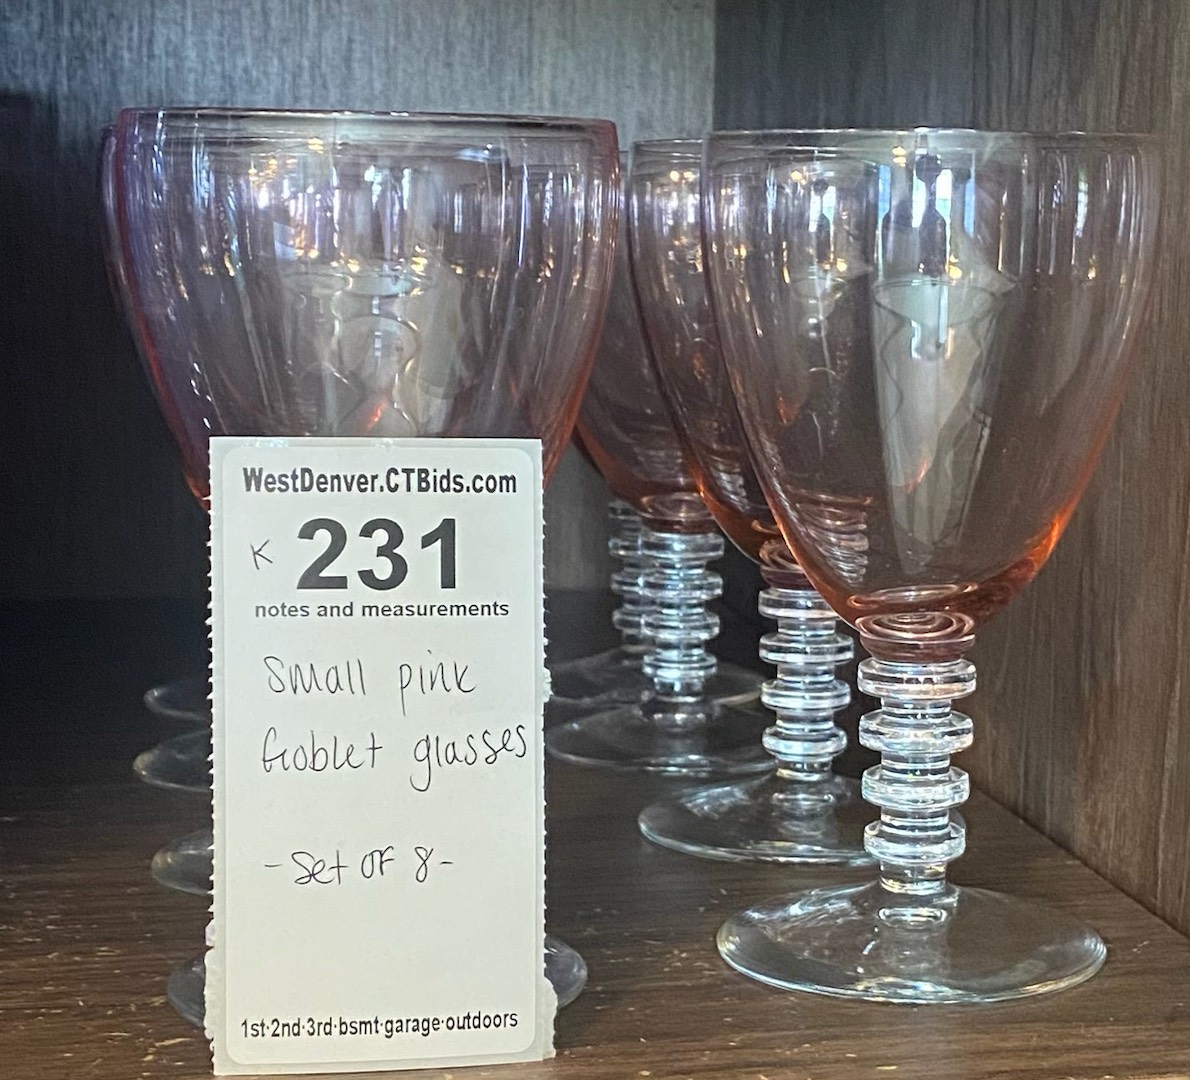 WestDenver.CTBids.com
K 231
notes and measurements
Small pink
Goblet glasses
- Set of 8 -
1st·2nd·3rd·bsmt·garage·outdoors